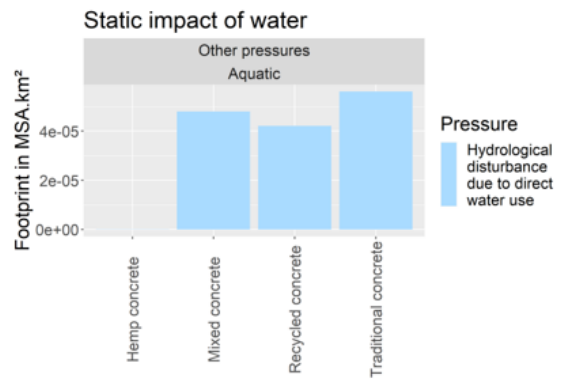 Static impact of water
Other pressures
Aquatic
Footprint in MSA.km²
4e-05
2e-05
0e+00
Hemp concrete
Mixed concrete
Recycled concrete
Traditional concrete
Pressure
Hydrological
disturbance
due to direct
water use